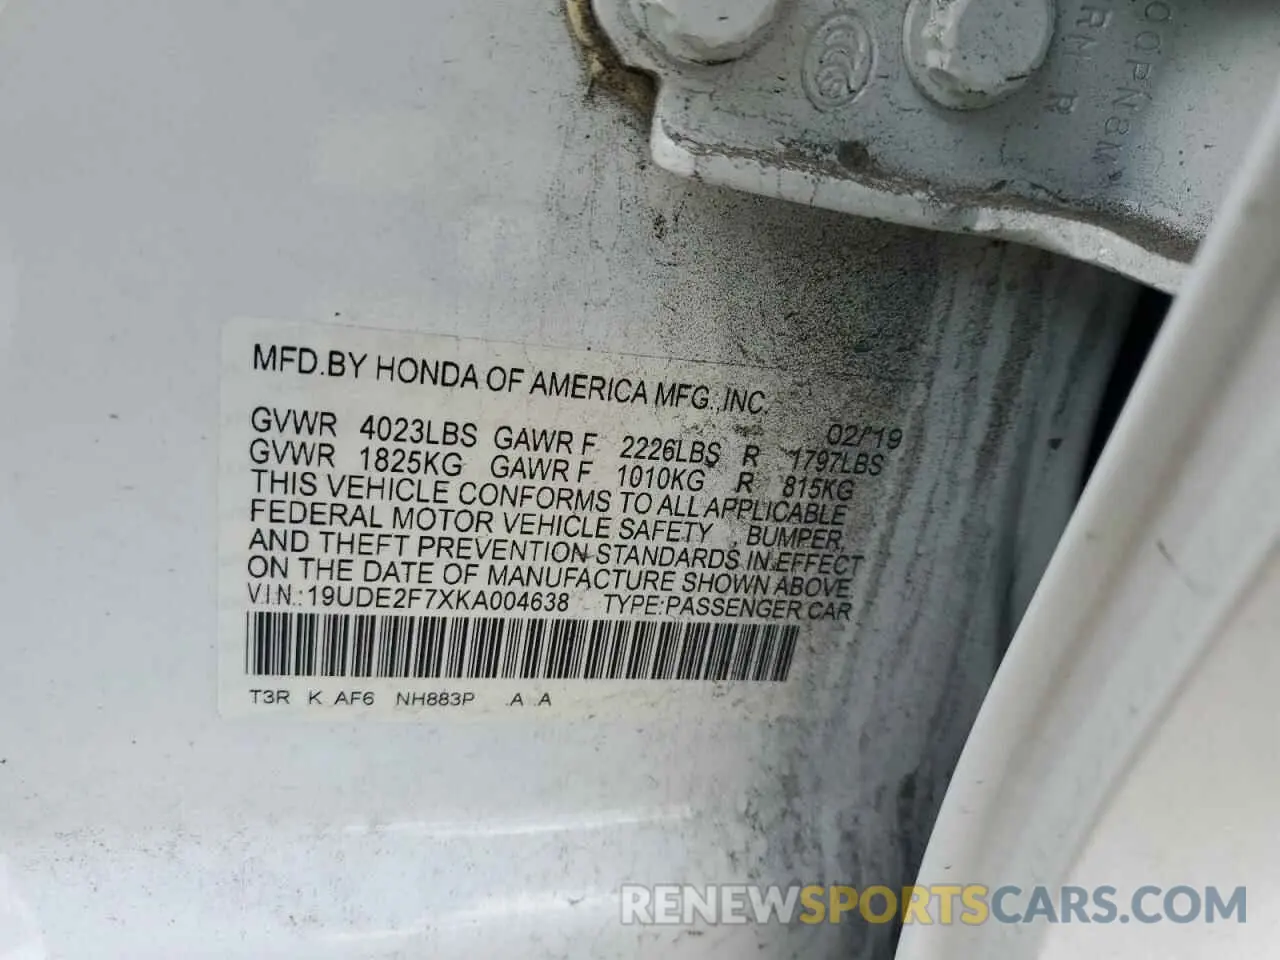 00PN8M
RM R
MFD.BY HONDA OF AMERICA MFG.,INC.
02/'19
GVWR 4023LBS GAWR F 2226LBS R 1797LBS
GVWR 1825KG GAWR F 1010KG R 815KG
THIS VEHICLE CONFORMS TO ALL APPLICABLE
FEDERAL MOTOR VEHICLE SAFETY , BUMPER,
AND THEFT PREVENTION STANDARDS IN EFFECT
ON THE DATE OF MANUFACTURE SHOWN ABOVE.
V.I.N.:19UDE2F7XKA004638 TYPE:PASSENGER CAR
T3R K AF6 NH883P .A .A
RENEWSPORTSCARS.COM